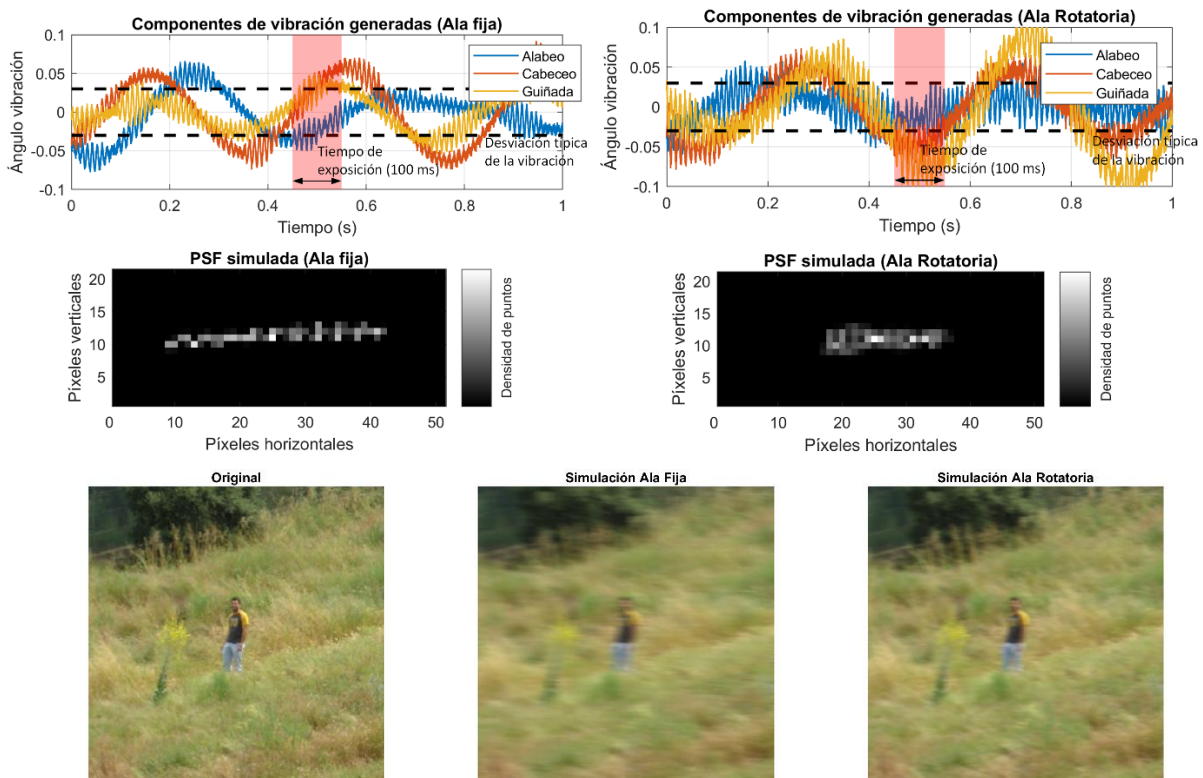 Componentes de vibración generadas (Ala fija)
Ángulo vibración
0.1
0.05
0
-0.05
-0.1
Alabeo
Cabeceo
Guiñada
Tiempo de
exposición (100 ms)
Desviación típica
de la vibración
0 0.2 0.4 0.6 0.8 1
Tiempo (s)
Componentes de vibración generadas (Ala Rotatoria)
Ángulo vibración
0.1
0.05
0
-0.05
-0.1
Alabeo
Cabeceo
Guiñada
Tiempo de
exposición (100 ms)
Desviación típica
de la vibración
0 0.2 0.4 0.6 0.8 1
Tiempo (s)
PSF simulada (Ala fija)
Píxeles verticales
20
15
10
5
0 10 20 30 40 50
Píxeles horizontales
Densidad de puntos
PSF simulada (Ala Rotatoria)
Píxeles verticales
20
15
10
5
0 10 20 30 40 50
Píxeles horizontales
Densidad de puntos
Original
Simulación Ala Fija
Simulación Ala Rotatoria